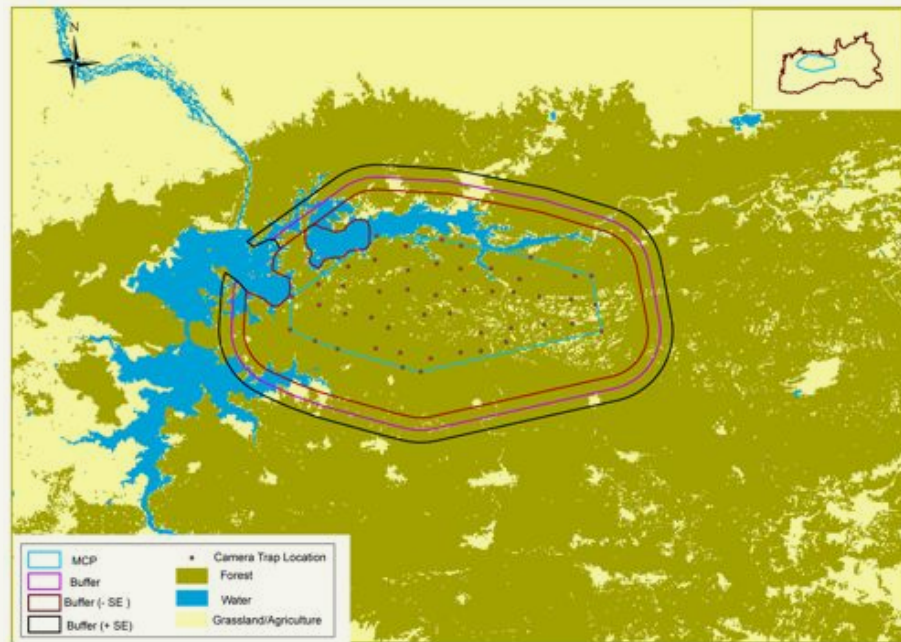 N
MCP
Buffer
Buffer (- SE )
Buffer (+ SE)
Camera Trap Location
Forest
Water
Grassland/Agriculture